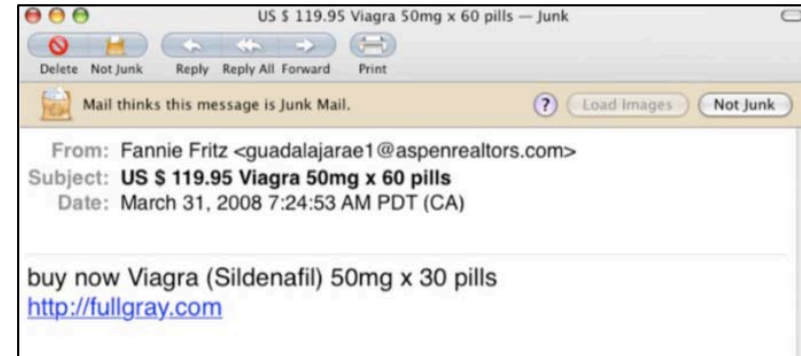 US $ 119.95 Viagra 50mg x 60 pills — Junk
Delete Not Junk Reply Reply All Forward Print
Mail thinks this message is Junk Mail. ? Load Images Not Junk
From: Fannie Fritz <guadalajarae1@aspenrealtors.com>
Subject: US $ 119.95 Viagra 50mg x 60 pills
Date: March 31, 2008 7:24:53 AM PDT (CA)
buy now Viagra (Sildenafil) 50mg x 30 pills
http://fullgray.com